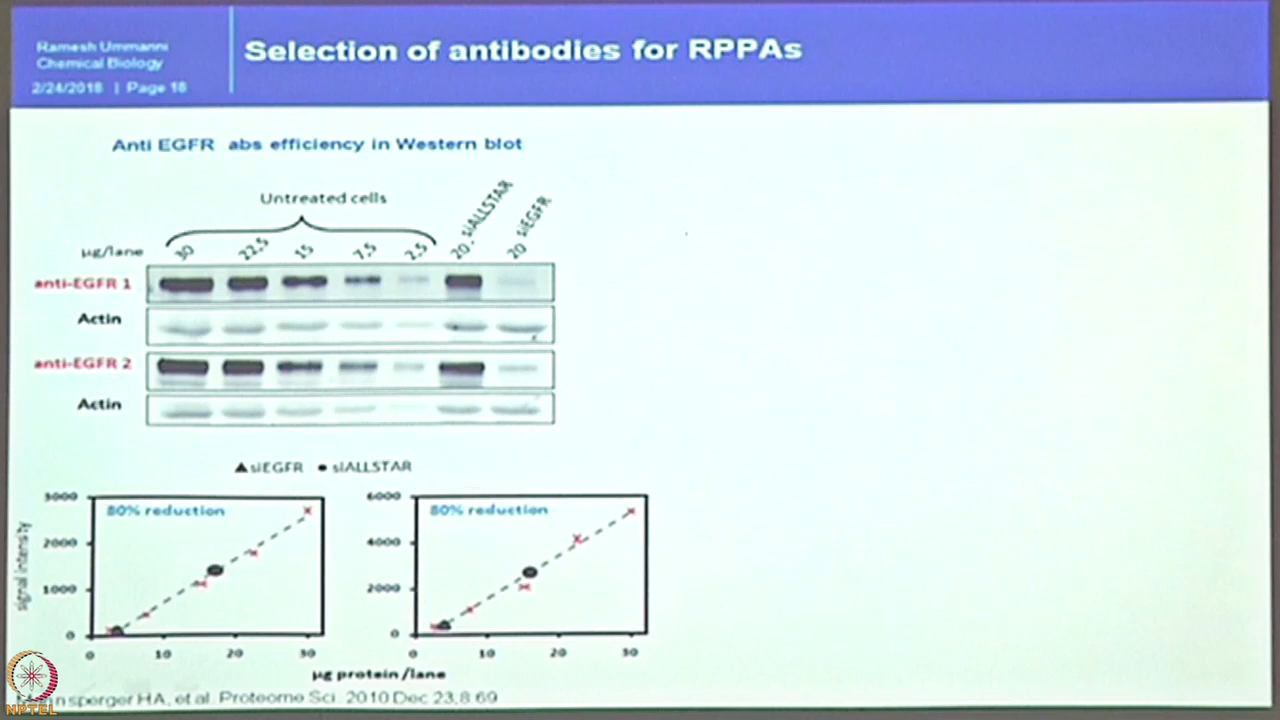 Ramesh Ummanni
Chemical Biology
2/24/2018 | Page 18
Selection of antibodies for RPPAs
Anti EGFR abs efficiency in Western blot
Untreated cells
µg/lane 30 22,5 15 7,5 2,5 20, siALLSTAR 20 siEGFR
anti-EGFR 1
Actin
anti-EGFR 2
Actin
▲siEGFR ●siALLSTAR
3000 80% reduction
2000
1000
0
0 10 20 30
signal intensity
6000 80% reduction
4000
2000
0
0 10 20 30
µg protein/lane
HA, et.al. Proteome Sci. 2010 Dec 23,8:69
NPTEL